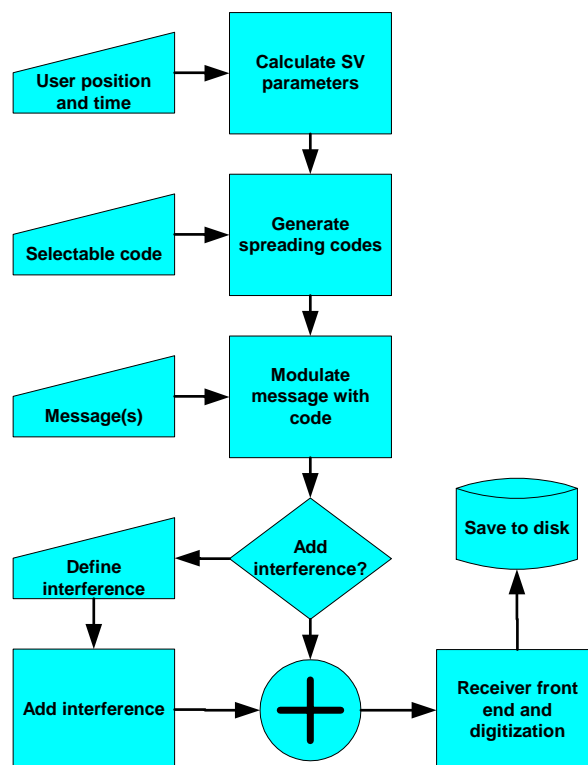 User position
and time
Calculate SV
parameters
Selectable code
Generate
spreading codes
Message(s)
Modulate
message with
code
Add
interference?
Save to disk
Define
interference
Add interference
Receiver front
end and
digitization